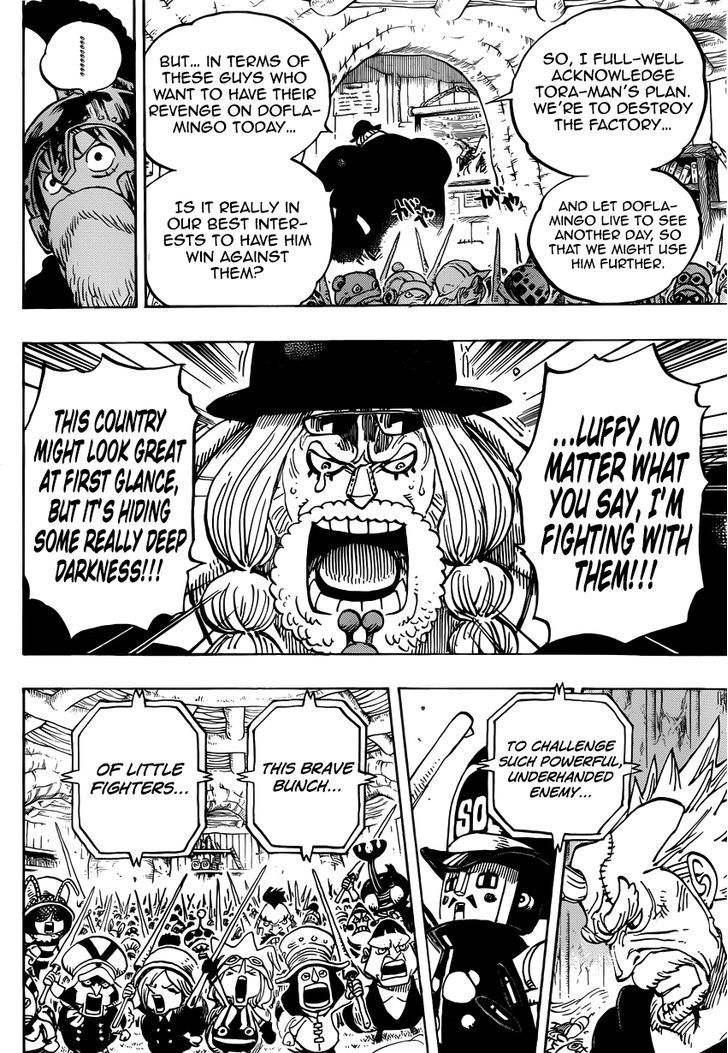 SO, I FULL-WELL
ACKNOWLEDGE
TORA-MAN'S PLAN.
WE'RE TO DESTROY
THE FACTORY...
AND LET DOFLA-
MINGO LIVE TO SEE
ANOTHER DAY, SO
THAT WE MIGHT USE
HIM FURTHER.
BUT... IN TERMS OF
THESE GUYS WHO
WANT TO HAVE THEIR
REVENGE ON DOFLA-
MINGO TODAY...
IS IT REALLY IN
OUR BEST INTER-
ESTS TO HAVE HIM
WIN AGAINST
THEM?
...LUFFY, NO
MATTER WHAT
YOU SAY, I'M
FIGHTING WITH
THEM!!!
THIS COUNTRY
MIGHT LOOK GREAT
AT FIRST GLANCE,
BUT IT'S HIDING
SOME REALLY DEEP
DARKNESS!!!
TO CHALLENGE
SUCH POWERFUL,
UNDERHANDED
ENEMY...
SO
THIS BRAVE
BUNCH...
OF LITTLE
FIGHTERS...